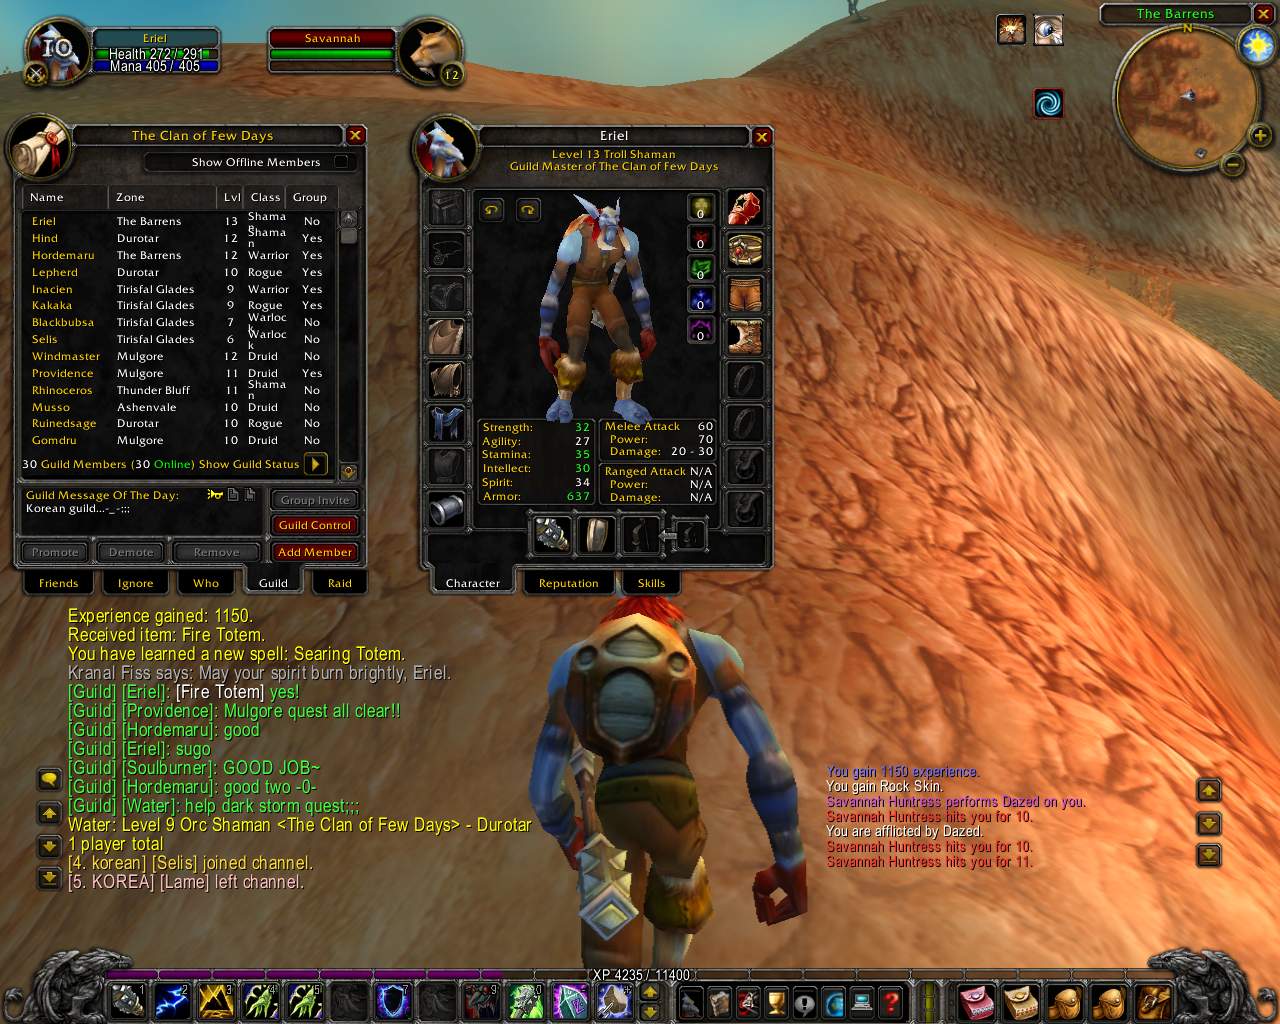 Eriel
10
Health 272 / 291
Mana 405 / 405
Savannah
12
The Barrens
N
The Clan of Few Days
Show Offline Members
Name Zone Lvl Class Group
Eriel The Barrens 13 Shaman No
Hind Durotar 12 Shaman Yes
Hordemaru The Barrens 12 Warrior Yes
Lepherd Durotar 10 Rogue Yes
Inacien Tirisfal Glades 9 Warrior Yes
Kakaka Tirisfal Glades 9 Rogue Yes
Blackbubsa Tirisfal Glades 7 Warlock No
Selis Tirisfal Glades 6 Warlock No
Windmaster Mulgore 12 Druid No
Providence Mulgore 11 Druid Yes
Rhinoceros Thunder Bluff 11 Shaman No
Musso Ashenvale 10 Druid No
Ruinedsage Durotar 10 Rogue No
Gomdru Mulgore 10 Druid No
30 Guild Members (30 Online) Show Guild Status
Guild Message Of The Day:
Korean guild...-_-;;;
Group Invite
Guild Control
Promote Demote Remove Add Member
Friends Ignore Who Guild Raid
Eriel
Level 13 Troll Shaman
Guild Master of The Clan of Few Days
0
0
0
0
0
Strength: 32
Agility: 27
Stamina: 35
Intellect: 30
Spirit: 34
Armor: 637
Melee Attack 60
Power: 70
Damage: 20 - 30
Ranged Attack N/A
Power: N/A
Damage: N/A
Character Reputation Skills
Experience gained: 1150.
Received item: Fire Totem.
You have learned a new spell: Searing Totem.
Kranal Fiss says: May your spirit burn brightly, Eriel.
[Guild] [Eriel]: [Fire Totem] yes!
[Guild] [Providence]: Mulgore quest all clear!!
[Guild] [Hordemaru]: good
[Guild] [Eriel]: sugo
[Guild] [Soulburner]: GOOD JOB~
[Guild] [Hordemaru]: good two -0-
[Guild] [Water]: help dark storm quest;;;
Water: Level 9 Orc Shaman <The Clan of Few Days> - Durotar
1 player total
[4. korean] [Selis] joined channel.
[5. KOREA] [Lame] left channel.
You gain 1150 experience.
You gain Rock Skin.
Savannah Huntress performs Dazed on you.
Savannah Huntress hits you for 10.
You are afflicted by Dazed.
Savannah Huntress hits you for 10.
Savannah Huntress hits you for 11.
XP 4235 / 11400
1 2 3 4 5 7 9 0